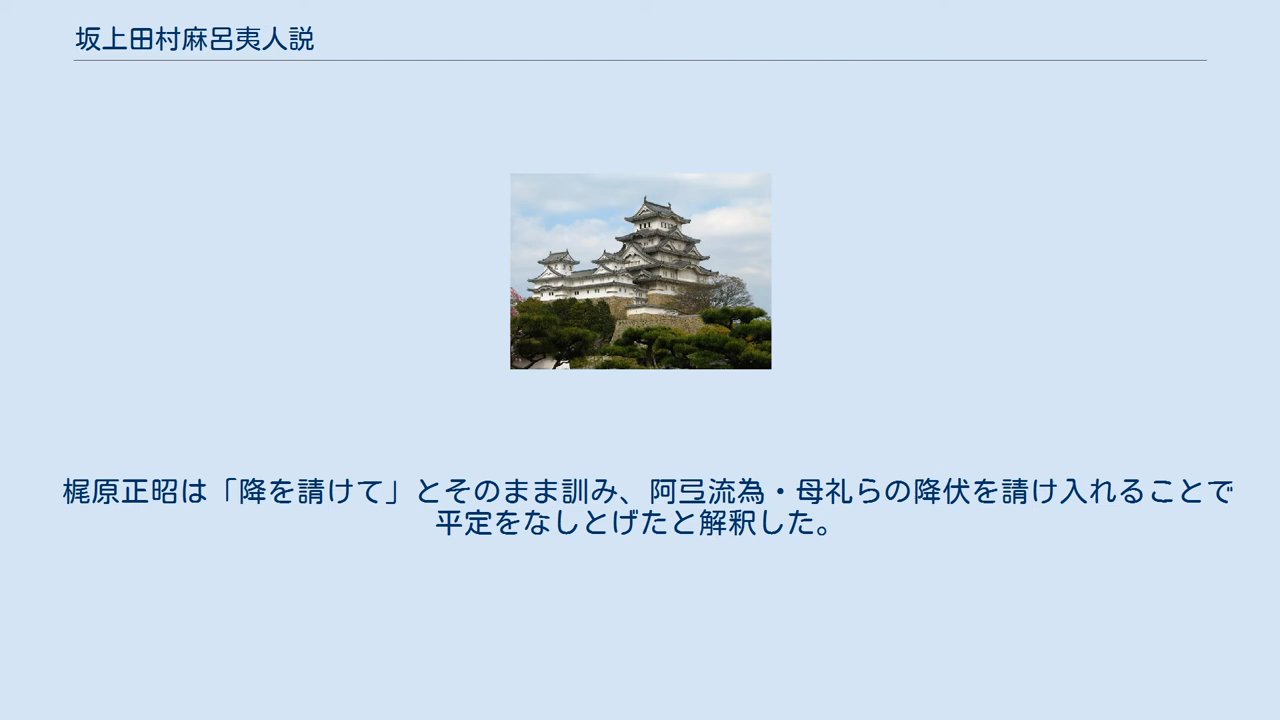 坂上田村麻呂夷人説
梶原正昭は「降を請けて」とそのまま訓み、阿弖流為・母礼らの降伏を請け入れることで
平定をなしとげたと解釈した。